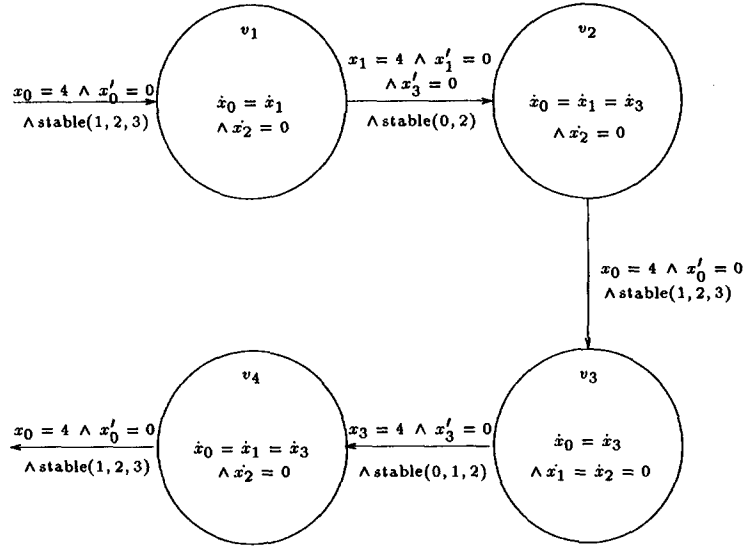 v₁
x₀ = 4 ∧ x₀′ = 0
∧ stable(1, 2, 3)
ẋ₀ = ẋ₁
∧ ẋ₂ = 0
x₁ = 4 ∧ x₁′ = 0
∧ x₃′ = 0
∧ stable(0, 2)
v₂
ẋ₀ = ẋ₁ = ẋ₃
∧ ẋ₂ = 0
x₀ = 4 ∧ x₀′ = 0
∧ stable(1, 2, 3)
v₃
ẋ₀ = ẋ₃
∧ ẋ₁ = ẋ₂ = 0
x₃ = 4 ∧ x₃′ = 0
∧ stable(0, 1, 2)
v₄
ẋ₀ = ẋ₁ = ẋ₃
∧ ẋ₂ = 0
x₀ = 4 ∧ x₀′ = 0
∧ stable(1, 2, 3)